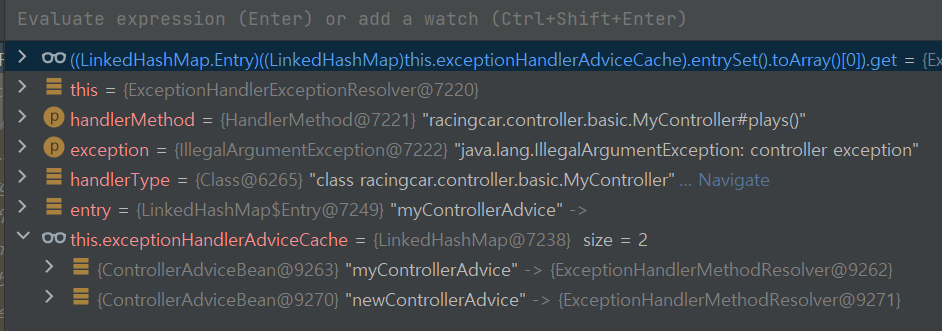 Evaluate expression (Enter) or add a watch (Ctrl+Shift+Enter)
((LinkedHashMap.Entry)((LinkedHashMap)this.exceptionHandlerAdviceCache).entrySet().toArray()[0]).get = {Ex
this = {ExceptionHandlerExceptionResolver@7220}
p handlerMethod = {HandlerMethod@7221} "racingcar.controller.basic.MyController#plays()"
p exception = {IllegalArgumentException@7222} "java.lang.IllegalArgumentException: controller exception"
handlerType = {Class@6265} "class racingcar.controller.basic.MyController" ... Navigate
entry = {LinkedHashMap$Entry@7249} "myControllerAdvice" ->
this.exceptionHandlerAdviceCache = {LinkedHashMap@7238} size = 2
{ControllerAdviceBean@9263} "myControllerAdvice" -> {ExceptionHandlerMethodResolver@9262}
{ControllerAdviceBean@9270} "newControllerAdvice" -> {ExceptionHandlerMethodResolver@9271}